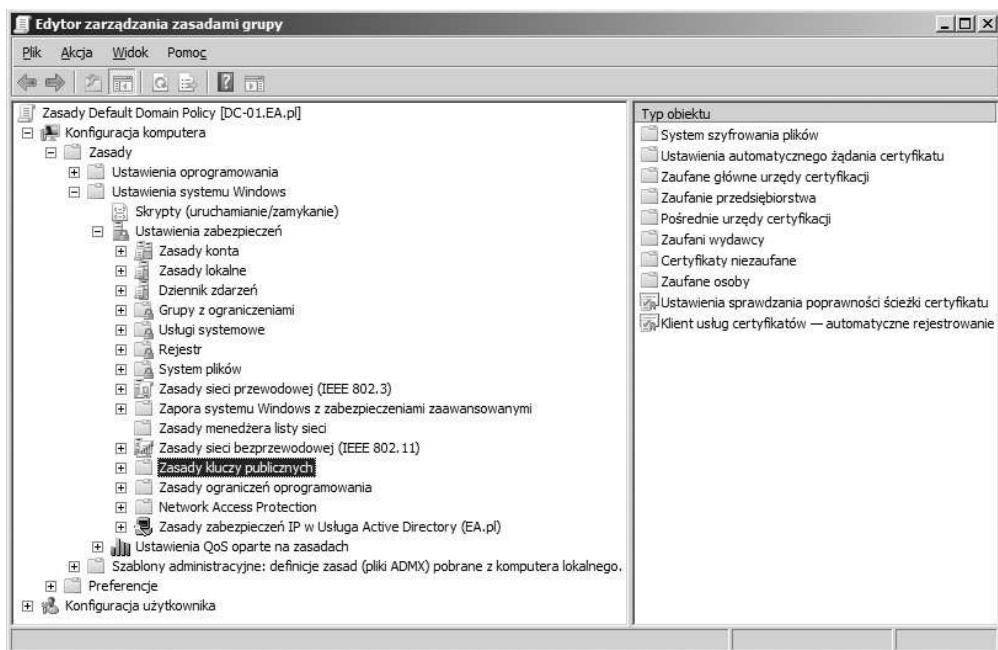 Edytor zarządzania zasadami grupy
Plik Akcja Widok Pomoc
Zasady Default Domain Policy [DC-01.EA.pl]
Konfiguracja komputera
Zasady
Ustawienia oprogramowania
Ustawienia systemu Windows
Skrypty (uruchamianie/zamykanie)
Ustawienia zabezpieczeń
Zasady konta
Zasady lokalne
Dziennik zdarzeń
Grupy z ograniczeniami
Usługi systemowe
Rejestr
System plików
Zasady sieci przewodowej (IEEE 802.3)
Zapora systemu Windows z zabezpieczeniami zaawansowanymi
Zasady menedżera listy sieci
Zasady sieci bezprzewodowej (IEEE 802.11)
Zasady kluczy publicznych
Zasady ograniczeń oprogramowania
Network Access Protection
Zasady zabezpieczeń IP w Usługa Active Directory (EA.pl)
Ustawienia QoS oparte na zasadach
Szablony administracyjne: definicje zasad (pliki ADMX) pobrane z komputera lokalnego.
Preferencje
Konfiguracja użytkownika
Typ obiektu
System szyfrowania plików
Ustawienia automatycznego żądania certyfikatu
Zaufane główne urzędy certyfikacji
Zaufanie przedsiębiorstwa
Pośrednie urzędy certyfikacji
Zaufani wydawcy
Certyfikaty niezaufane
Zaufane osoby
Ustawienia sprawdzania poprawności ścieżki certyfikatu
Klient usług certyfikatów — automatyczne rejestrowanie